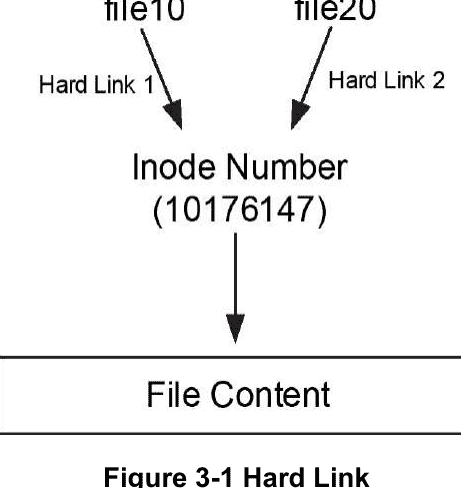 file10 file20
Hard Link 1 Hard Link 2
Inode Number
(10176147)
File Content
Figure 3-1 Hard Link